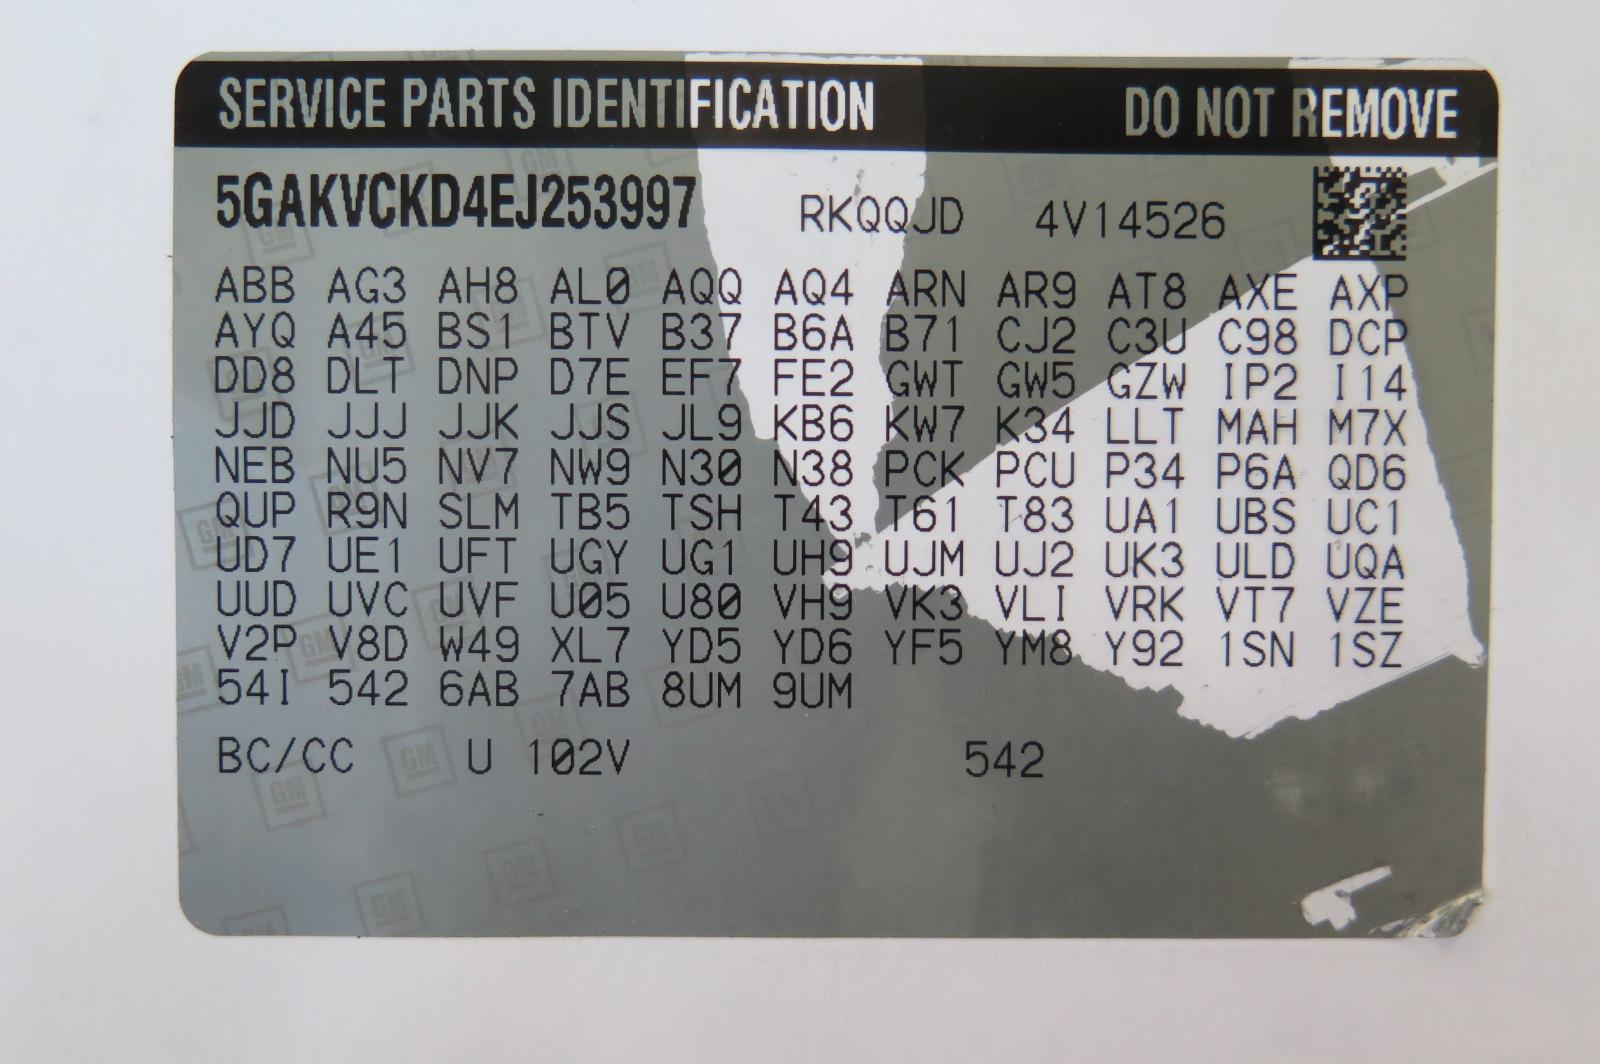 SERVICE PARTS IDENTIFICATION DO NOT REMOVE
5GAKVCKD4EJ253997 RKQQJD 4V14526
ABB AG3 AH8 AL0 AQQ AQ4 ARN AR9 AT8 AXE AXP
AYQ A45 BS1 BTV B37 B6A B71 CJ2 C3U C98 DCP
DD8 DLT DNP D7E EF7 FE2 GWT GW5 GZW IP2 I14
JJD JJJ JJK JJS JL9 KB6 KW7 K34 LLT MAH M7X
NEB NU5 NV7 NW9 N30 N38 PCK PCU P34 P6A QD6
QUP R9N SLM TB5 TSH T43 T61 T83 UA1 UBS UC1
UD7 UE1 UFT UGY UG1 UH9 UJM UJ2 UK3 ULD UQA
UUD UVC UVF U05 U80 VH9 VK3 VLI VRK VT7 VZE
V2P V8D W49 XL7 YD5 YD6 YF5 YM8 Y92 1SN 1SZ
54I 542 6AB 7AB 8UM 9UM
BC/CC U 102V 542